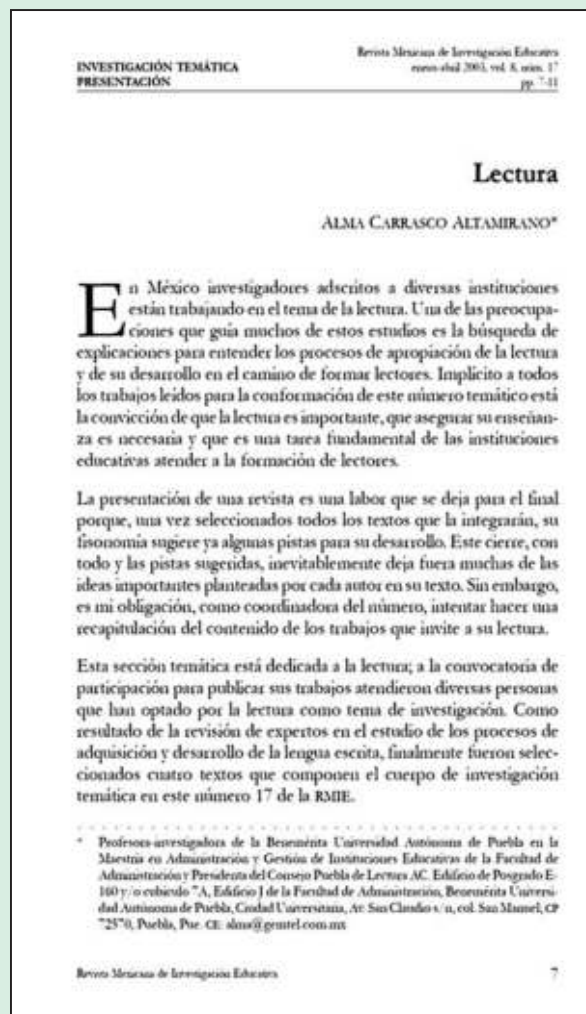 INVESTIGACIÓN TEMÁTICA
PRESENTACIÓN
Revista Mexicana de Investigación Educativa
enero-abril 2003, vol. 8, núm. 17
pp. 7-11
Lectura
ALMA CARRASCO ALTAMIRANO*
En México investigadores adscritos a diversas instituciones
están trabajando en el tema de la lectura. Una de las preocupa-
ciones que guía muchos de estos estudios es la búsqueda de
explicaciones para entender los procesos de apropiación de la lectura
y de su desarrollo en el camino de formar lectores. Implícito a todos
los trabajos leídos para la conformación de este número temático está
la convicción de que la lectura es importante, que asegurar su enseñan-
za es necesaria y que es una tarea fundamental de las instituciones
educativas atender a la formación de lectores.
La presentación de una revista es una labor que se deja para el final
porque, una vez seleccionados todos los textos que la integrarán, su
fisonomía sugiere ya algunas pistas para su desarrollo. Este cierre, con
todo y las pistas sugeridas, inevitablemente deja fuera muchas de las
ideas importantes planteadas por cada autor en su texto. Sin embargo,
es mi obligación, como coordinadora del número, intentar hacer una
recapitulación del contenido de los trabajos que invite a su lectura.
Esta sección temática está dedicada a la lectura; a la convocatoria de
participación para publicar sus trabajos atendieron diversas personas
que han optado por la lectura como tema de investigación. Como
resultado de la revisión de expertos en el estudio de los procesos de
adquisición y desarrollo de la lengua escrita, finalmente fueron selec-
cionados cuatro textos que componen el cuerpo de investigación
temática en este número 17 de la RMIE.
* Profesora-investigadora de la Benemérita Universidad Autónoma de Puebla en la
Maestría en Administración y Gestión de Instituciones Educativas de la Facultad de
Administración y Presidenta del Consejo Puebla de Lectura AC. Edificio de Posgrado E-
160 y/o cubículo 7A, Edificio J de la Facultad de Administración, Benemérita Universi-
dad Autónoma de Puebla, Ciudad Universitaria, Av. San Claudio s/n, col. San Manuel, CP
72570, Puebla, Pue. CE: alma@gemtel.com.mx
Revista Mexicana de Investigación Educativa
7